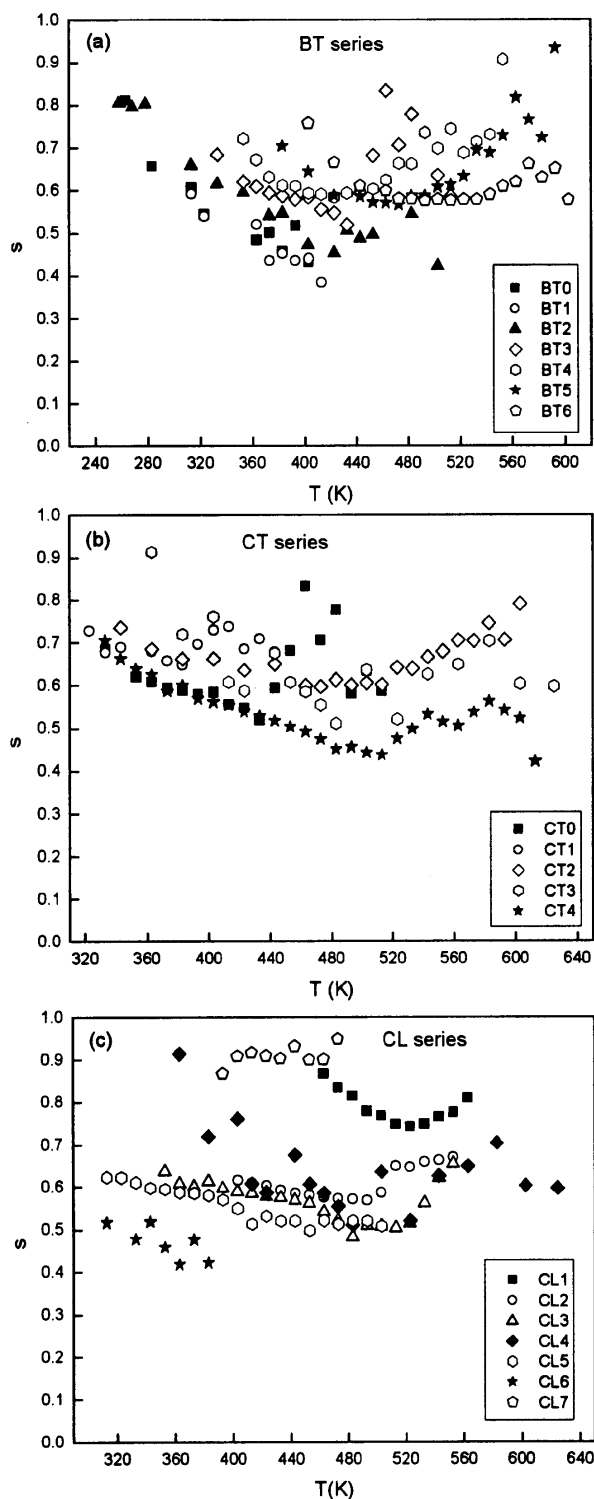 (a)
BT series
1.0
0.9
0.8
0.7
0.6
0.5
0.4
0.3
0.2
0.1
0.0
s
BT0
BT1
BT2
BT3
BT4
BT5
BT6
240 280 320 360 400 440 480 520 560 600
T (K)
(b)
CT series
1.0
0.9
0.8
0.7
0.6
0.5
0.4
0.3
0.2
0.1
0.0
s
CT0
CT1
CT2
CT3
CT4
320 360 400 440 480 520 560 600 640
T (K)
(c)
CL series
1.0
0.9
0.8
0.7
0.6
0.5
0.4
0.3
0.2
0.1
0.0
s
CL1
CL2
CL3
CL4
CL5
CL6
CL7
320 360 400 440 480 520 560 600 640
T(K)